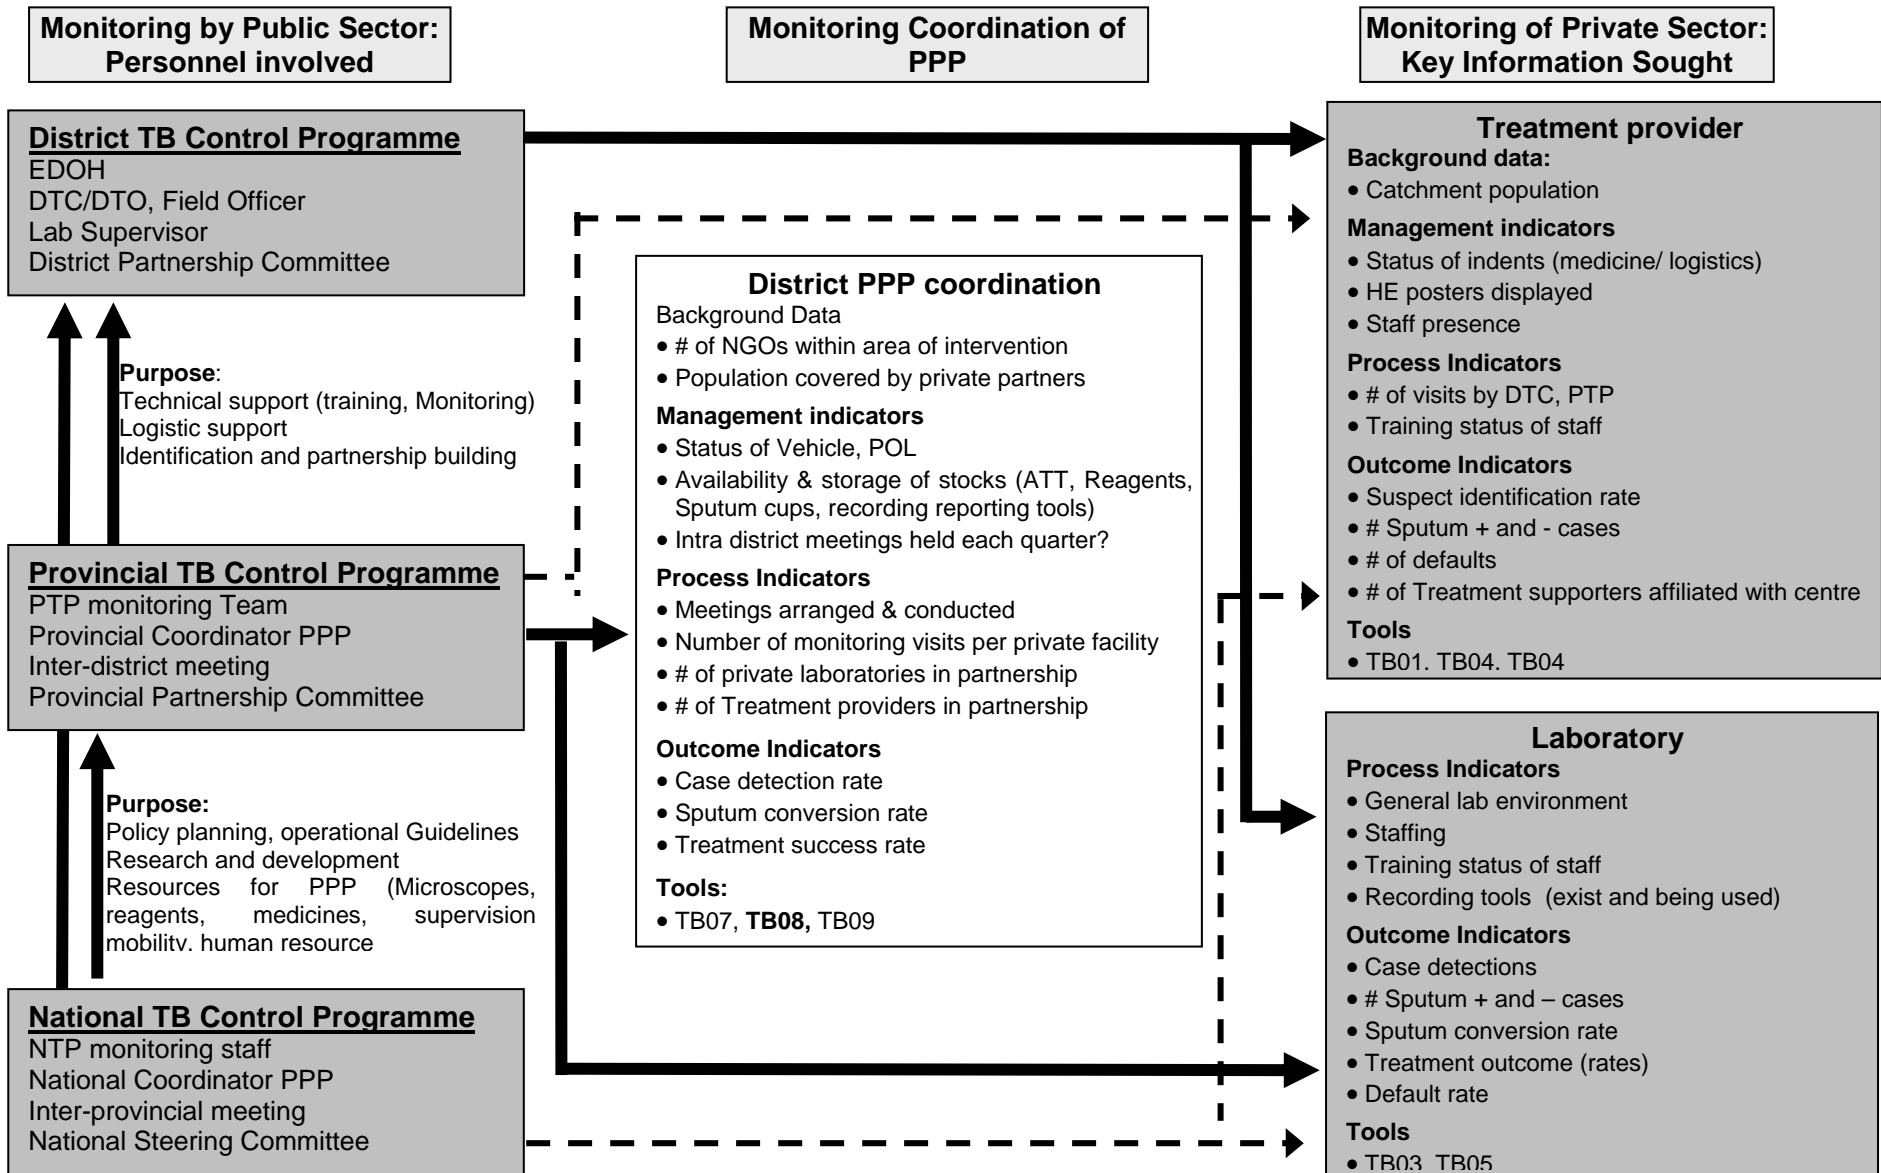 Monitoring by Public Sector:
Personnel involved
Monitoring Coordination of
PPP
Monitoring of Private Sector:
Key Information Sought
District TB Control Programme
EDOH
DTC/DTO, Field Officer
Lab Supervisor
District Partnership Committee
Purpose:
Technical support (training, Monitoring)
Logistic support
Identification and partnership building
Provincial TB Control Programme
PTP monitoring Team
Provincial Coordinator PPP
Inter-district meeting
Provincial Partnership Committee
Purpose:
Policy planning, operational Guidelines
Research and development
Resources for PPP (Microscopes,
reagents, medicines, supervision
mobility. human resource
National TB Control Programme
NTP monitoring staff
National Coordinator PPP
Inter-provincial meeting
National Steering Committee
District PPP coordination
Background Data
• # of NGOs within area of intervention
• Population covered by private partners
Management indicators
• Status of Vehicle, POL
• Availability & storage of stocks (ATT, Reagents,
Sputum cups, recording reporting tools)
• Intra district meetings held each quarter?
Process Indicators
• Meetings arranged & conducted
• Number of monitoring visits per private facility
• # of private laboratories in partnership
• # of Treatment providers in partnership
Outcome Indicators
• Case detection rate
• Sputum conversion rate
• Treatment success rate
Tools:
• TB07, TB08, TB09
Treatment provider
Background data:
• Catchment population
Management indicators
• Status of indents (medicine/ logistics)
• HE posters displayed
• Staff presence
Process Indicators
• # of visits by DTC, PTP
• Training status of staff
Outcome Indicators
• Suspect identification rate
• # Sputum + and - cases
• # of defaults
• # of Treatment supporters affiliated with centre
Tools
• TB01. TB04. TB04
Laboratory
Process Indicators
• General lab environment
• Staffing
• Training status of staff
• Recording tools (exist and being used)
Outcome Indicators
• Case detections
• # Sputum + and – cases
• Sputum conversion rate
• Treatment outcome (rates)
• Default rate
Tools
• TB03 TB05